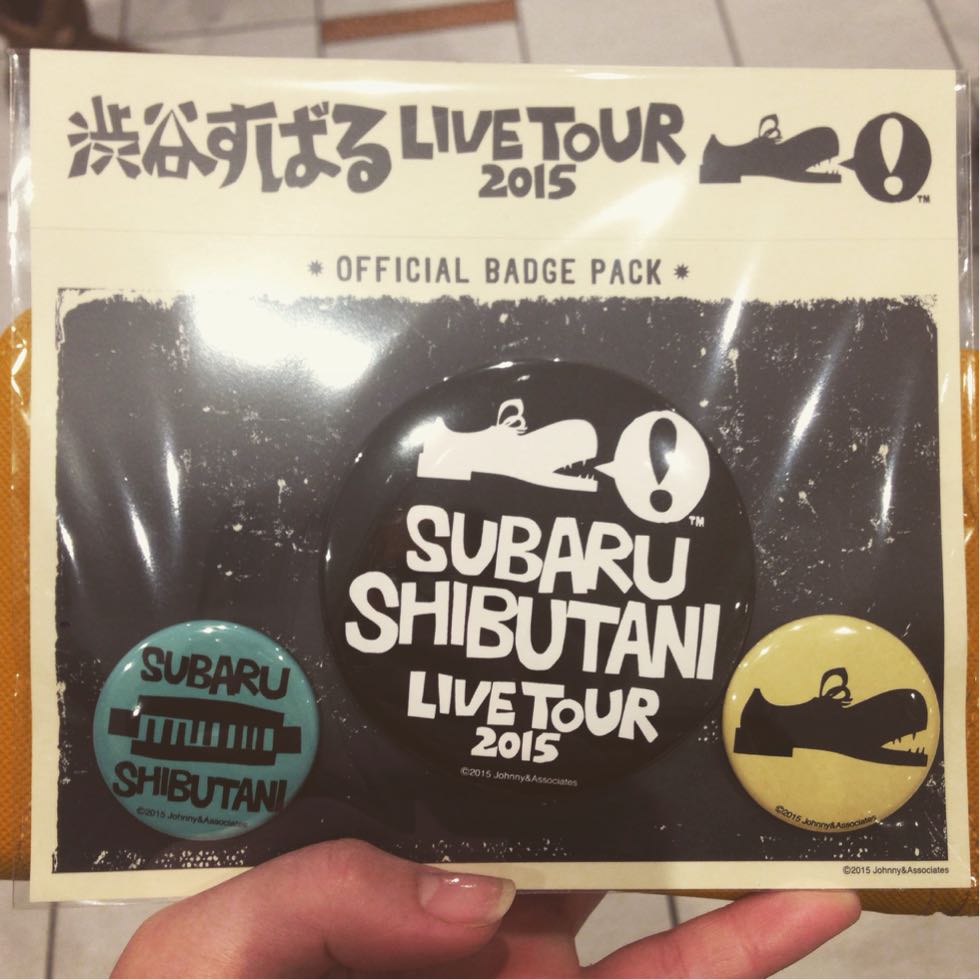 渋谷すばる LIVE TOUR 2015 !
TM
* OFFICIAL BADGE PACK *
!
TM
SUBARU
SHIBUTANI
LIVE TOUR
2015
©2015 Johnny&Associates
SUBARU
SHIBUTANI
©2015 Johnny&Associates
©2015 Johnny&Associates
©2015 Johnny&Associates